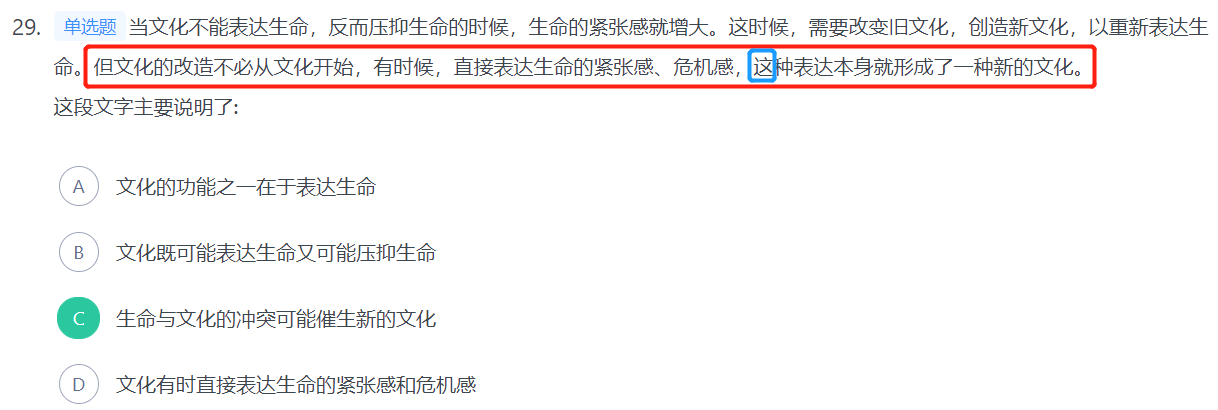 29. 单选题 当文化不能表达生命，反而压抑生命的时候，生命的紧张感就增大。这时候，需要改变旧文化，创造新文化，以重新表达生
命。但文化的改造不必从文化开始，有时候，直接表达生命的紧张感、危机感，这种表达本身就形成了一种新的文化。
这段文字主要说明了:
A 文化的功能之一在于表达生命
B 文化既可能表达生命又可能压抑生命
C 生命与文化的冲突可能催生新的文化
D 文化有时直接表达生命的紧张感和危机感